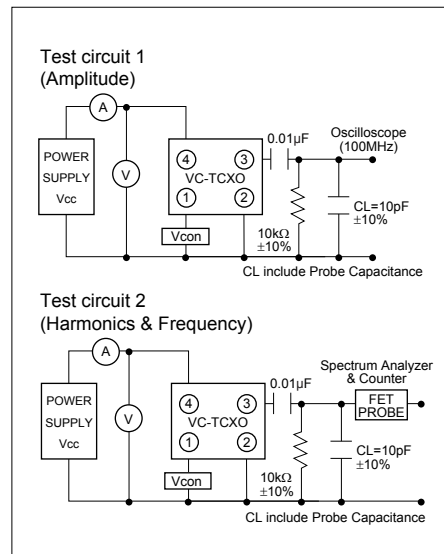 Test circuit 1
(Amplitude)
A
POWER
SUPPLY
Vcc
V
4
3
VC-TCXO
1
2
Vcon
0.01µF
Oscilloscope
(100MHz)
10kΩ
±10%
CL=10pF
±10%
CL include Probe Capacitance
Test circuit 2
(Harmonics & Frequency)
A
POWER
SUPPLY
Vcc
V
4
3
VC-TCXO
1
2
Vcon
0.01µF
Spectrum Analyzer
& Counter
FET
PROBE
10kΩ
±10%
CL=10pF
±10%
CL include Probe Capacitance